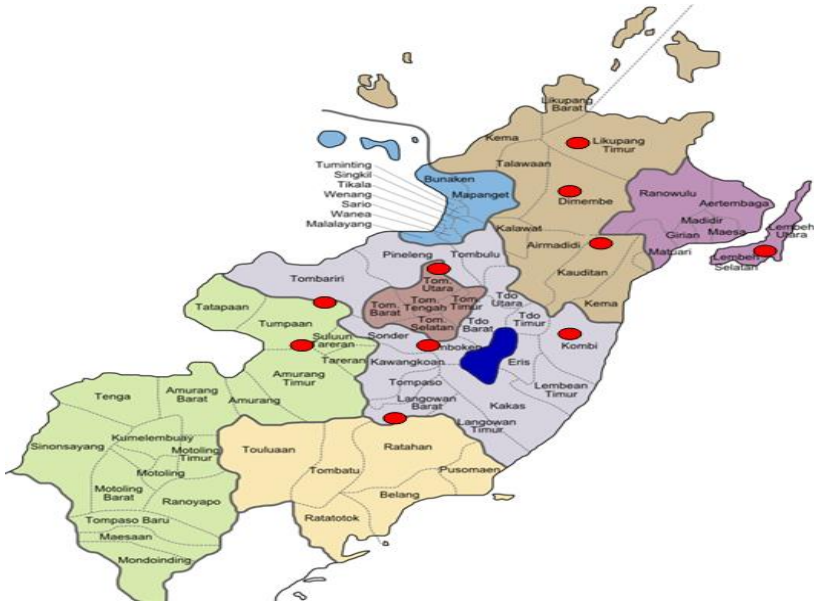 Likupang
Barat
Kema
Likupang
Timur
Talawaan
Tuminting
Singkil
Tikala
Wenang
Sario
Wanea
Malalayang
Bunaken
Mapanget
Dimembe
Ranowulu
Aertembaga
Madidir
Girian
Maesa
Matuari
Lembeh
Utara
Lembeh
Selatan
Kalawat
Airmadidi
Kauditan
Kema
Pineleng
Tombulu
Tombariri
Tom.
Utara
Tom.
Barat
Tom.
Tengah
Tom.
Timur
Tom.
Selatan
Tdo
Utara
Tdo
Barat
Tdo
Timur
Kombi
Tatapaan
Tumpaan
Suluun
Tareran
Tareran
Sonder
mboken
Kawangkoan
Eris
Tompaso
Lembean
Timur
Kakas
Langowan
Barat
Langowan
Timur
Amurang
Timur
Amurang
Barat
Amurang
Tenga
Sinonsayang
Kumelembuay
Motoling
Timur
Motoling
Motoling
Barat
Ranoyapo
Tompaso Baru
Maesaan
Mondoinding
Touluaan
Ratahan
Tombatu
Pusomaen
Belang
Ratatotok